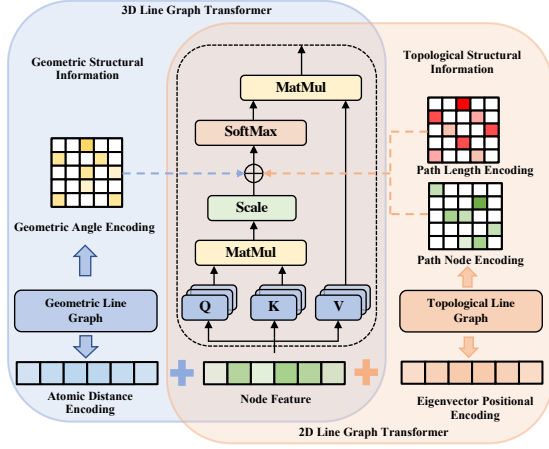 3D Line Graph Transformer
Geometric Structural
Information
Topological Structural
Information
MatMul
SoftMax
Path Length Encoding
Scale
Geometric Angle Encoding
MatMul
Path Node Encoding
Q
K
V
Geometric Line
Graph
Topological Line
Graph
Atomic Distance
Encoding
Node Feature
Eigenvector Positional
Encoding
2D Line Graph Transformer